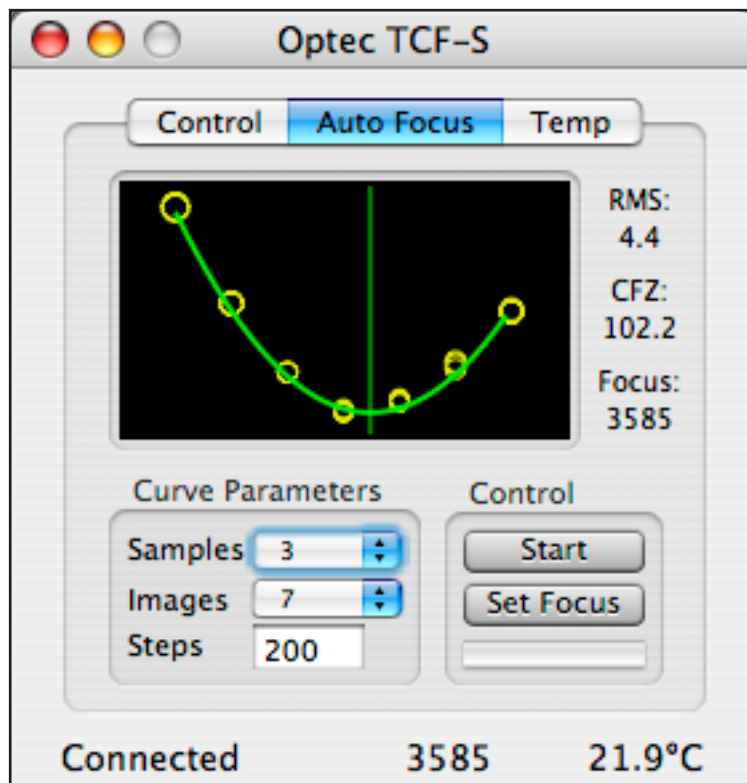 Optec TCF-S
Control Auto Focus Temp
RMS:
4.4
CFZ:
102.2
Focus:
3585
Curve Parameters
Samples 3
Images 7
Steps 200
Control
Start
Set Focus
Connected 3585 21.9°C